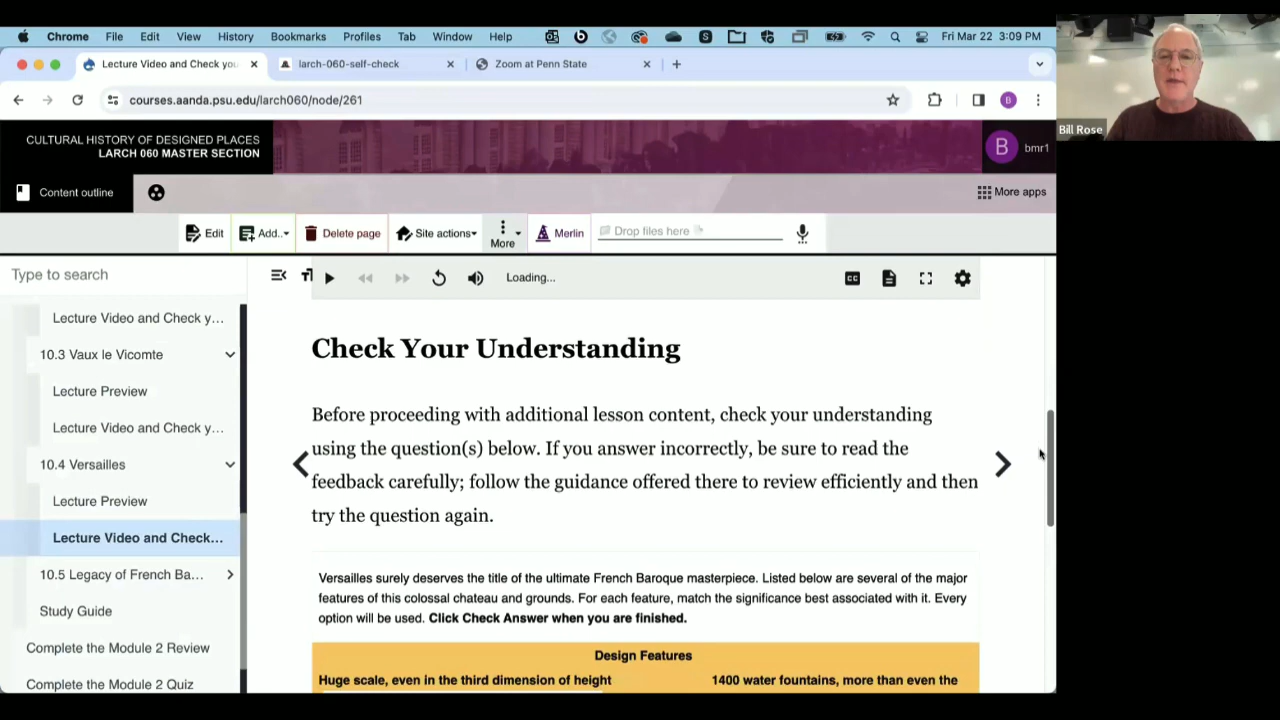 Chrome File Edit View History Bookmarks Profiles Tab Window Help Fri Mar 22 3:09 PM
Lecture Video and Check you
larch-060-self-check
Zoom at Penn State
courses.aanda.psu.edu/larch060/node/261
Bill Rose
CULTURAL HISTORY OF DESIGNED PLACES
LARCH 060 MASTER SECTION
B bmr1
Content outline
More apps
Edit Add.. Delete page Site actions More Merlin Drop files here
Type to search
Loading...
CC
Lecture Video and Check y...
10.3 Vaux le Vicomte
Lecture Preview
Lecture Video and Check y...
10.4 Versailles
Lecture Preview
Lecture Video and Check...
10.5 Legacy of French Ba...
Study Guide
Complete the Module 2 Review
Complete the Module 2 Quiz
Check Your Understanding
Before proceeding with additional lesson content, check your understanding
using the question(s) below. If you answer incorrectly, be sure to read the
feedback carefully; follow the guidance offered there to review efficiently and then
try the question again.
Versailles surely deserves the title of the ultimate French Baroque masterpiece. Listed below are several of the major
features of this colossal chateau and grounds. For each feature, match the significance best associated with it. Every
option will be used. Click Check Answer when you are finished.
Design Features
Huge scale, even in the third dimension of height
1400 water fountains, more than even the